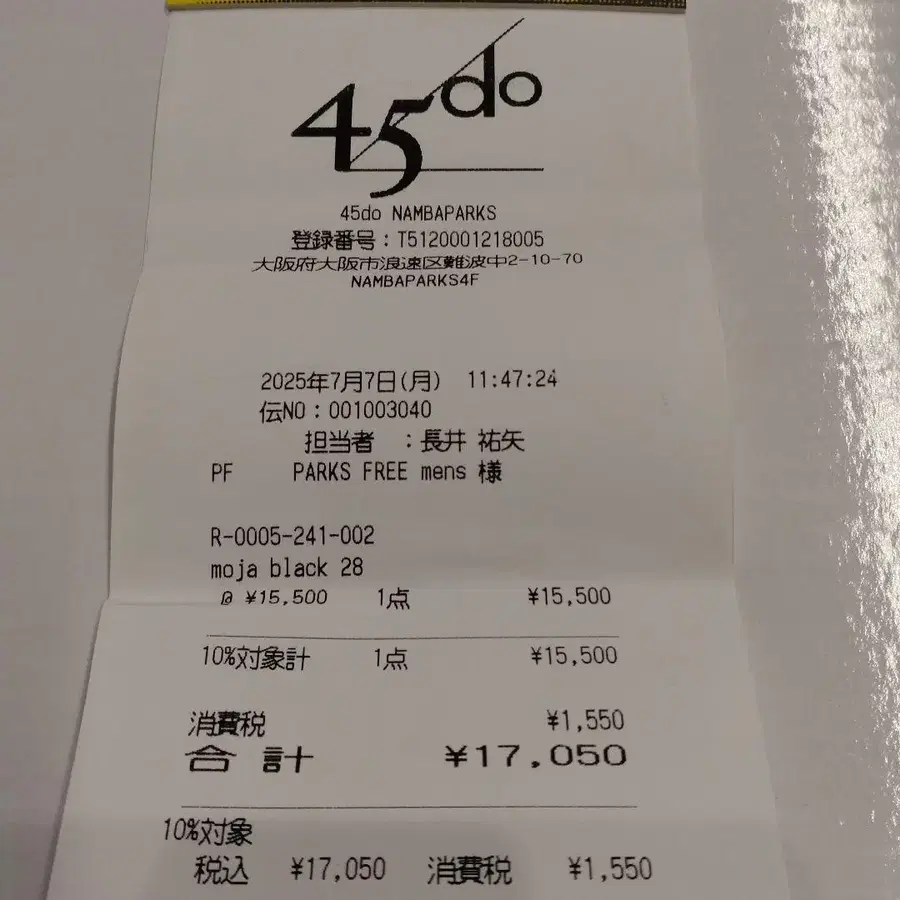 45do
45do NAMBAPARKS
登録番号：T5120001218005
大阪府大阪市浪速区難波中2-10-70
NAMBAPARKS4F
2025年7月7日(月) 11:47:24
伝NO：001003040
担当者 ：長井 祐矢
PF PARKS FREE mens 様
R-0005-241-002
moja black 28
@ ¥15,500 1点 ¥15,500
10%対象計 1点 ¥15,500
消費税 ¥1,550
合 計 ¥17,050
10%対象
税込 ¥17,050 消費税 ¥1,550